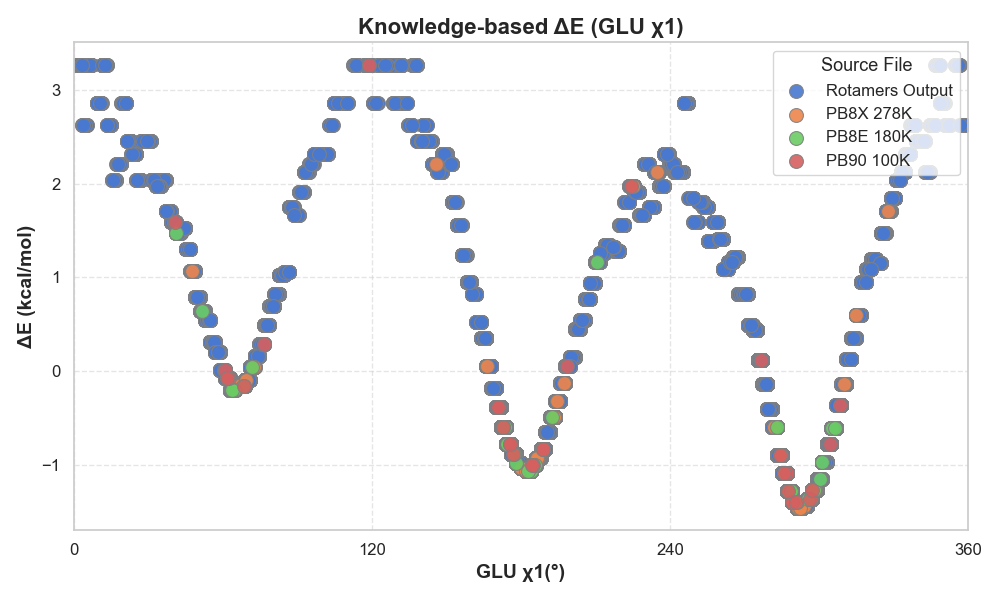 Knowledge-based ΔE (GLU χ1)
Source File
Rotamers Output
PB8X 278K
PB8E 180K
PB90 100K
ΔE (kcal/mol)
3
2
1
0
−1
0 120 240 360
GLU χ1(°)